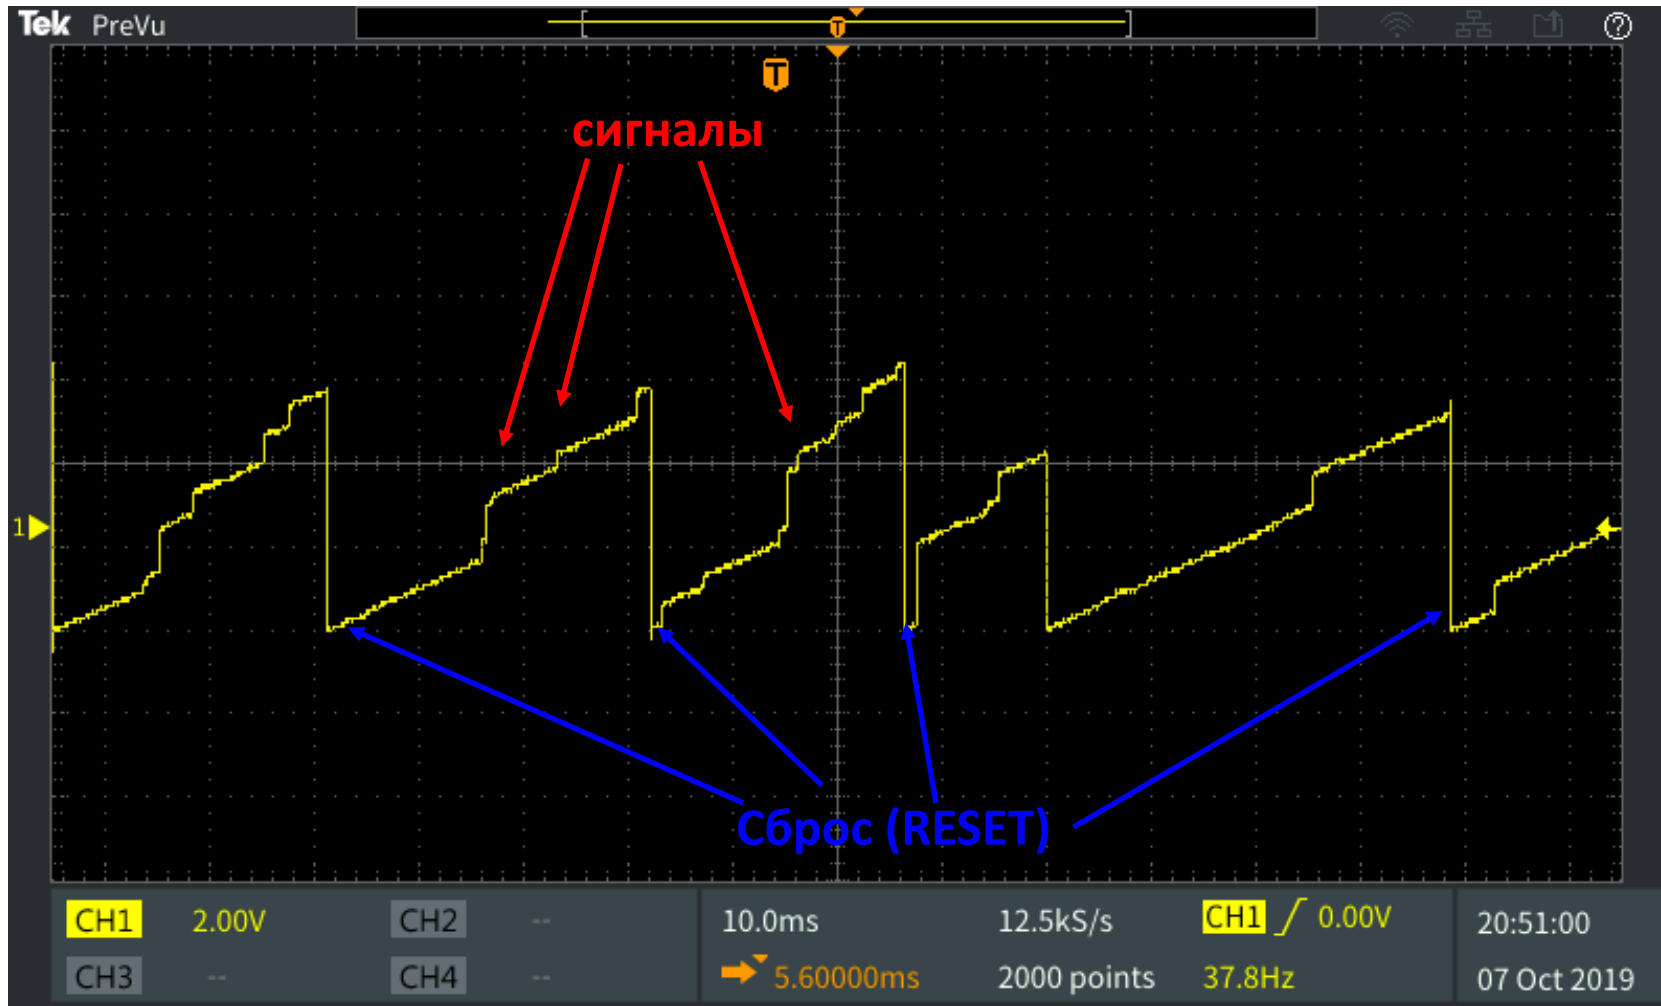 Tek PreVu
T
T
сигналы
1
Сброс (RESET)
CH1 2.00V CH2 -- 10.0ms 12.5kS/s CH1 0.00V 20:51:00
CH3 -- CH4 -- 5.60000ms 2000 points 37.8Hz 07 Oct 2019